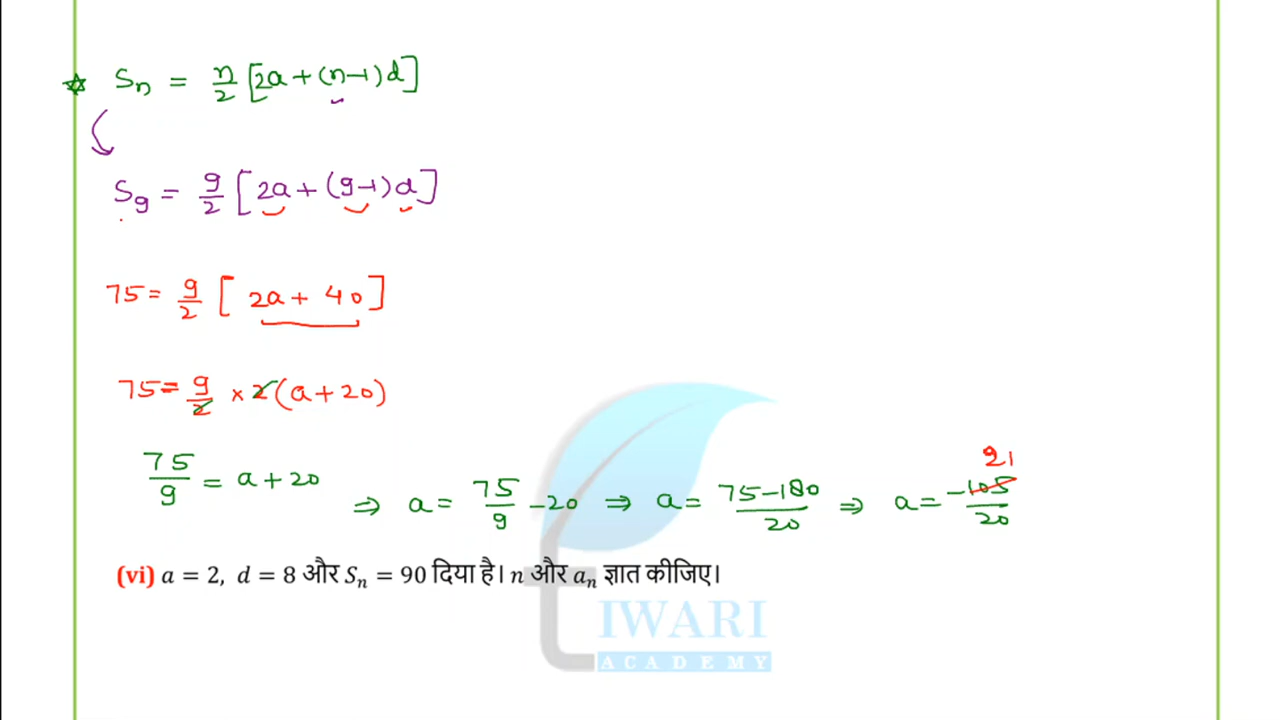 ☆ Sn = n/2 [2a + (n-1)d]
S9 = 9/2 [2a + (9-1)d]
75 = 9/2 [2a + 40]
75 = 9/2 × 2(a + 20)
75/9 = a + 20 ⇒ a = 75/9 - 20 ⇒ a = 75-180/20 ⇒ a = -105/20
21
(vi) a = 2, d = 8 और Sn = 90 दिया है। n और an ज्ञात कीजिए।
IWARI
ACADEMY